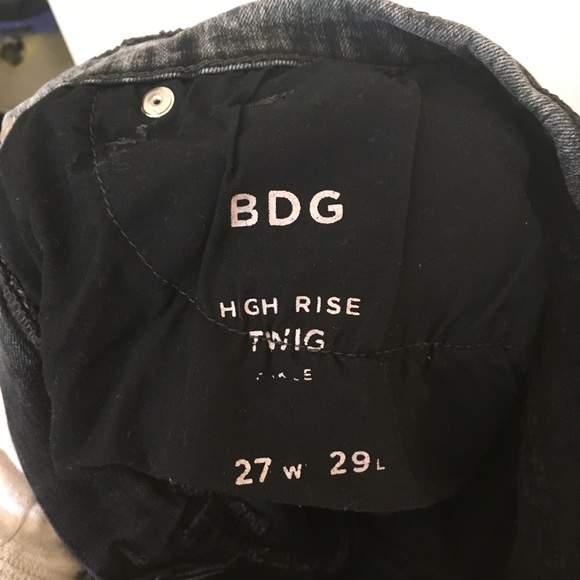 BDG
HIGH RISE
TWIG
27 W 29 L